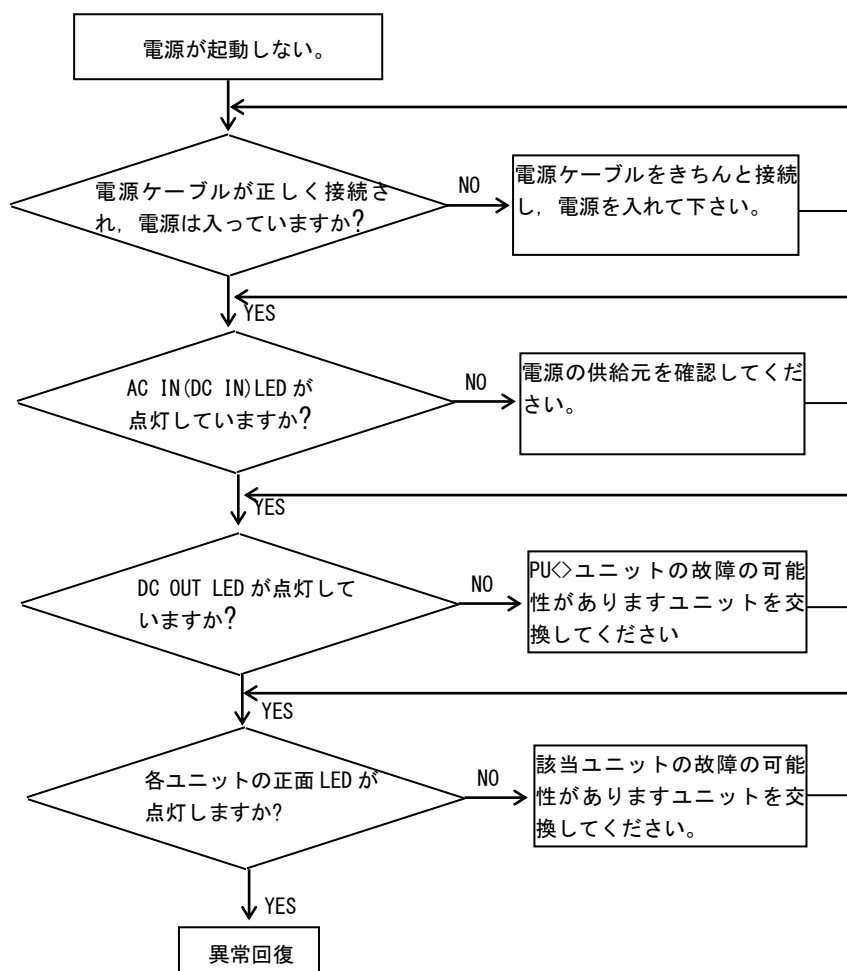 電源が起動しない。
電源ケーブルが正しく接続さ
れ，電源は入っていますか?
NO
電源ケーブルをきちんと接続
し，電源を入れて下さい。
YES
AC IN(DC IN)LEDが
点灯していますか?
NO
電源の供給元を確認してくだ
さい。
YES
DC OUT LEDが点灯して
いますか?
NO
PU<>ユニットの故障の可能
性がありますユニットを交
換してください
YES
各ユニットの正面LEDが
点灯しますか?
NO
該当ユニットの故障の可能
性がありますユニットを交
換してください。
YES
異常回復